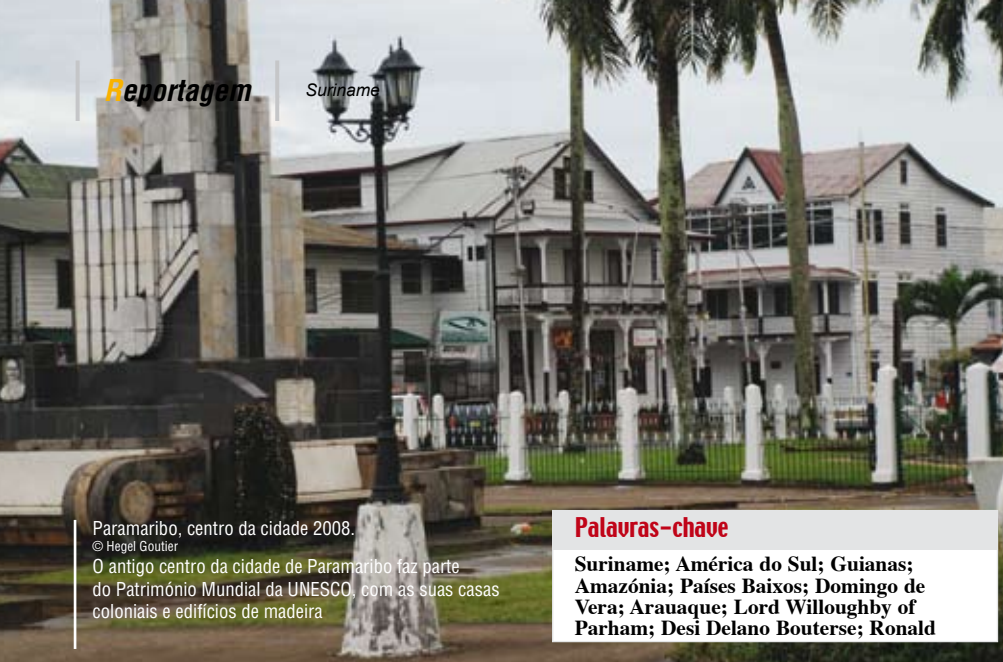 Reportagem
Suriname
Paramaribo, centro da cidade 2008.
© Hegel Goutier
O antigo centro da cidade de Paramaribo faz parte
do Património Mundial da UNESCO, com as suas casas
coloniais e edifícios de madeira
Palavras-chave
Suriname; América do Sul; Guianas;
Amazónia; Países Baixos; Domingo de
Vera; Arauaque; Lord Willoughby of
Parham; Desi Delano Bouterse; Ronald